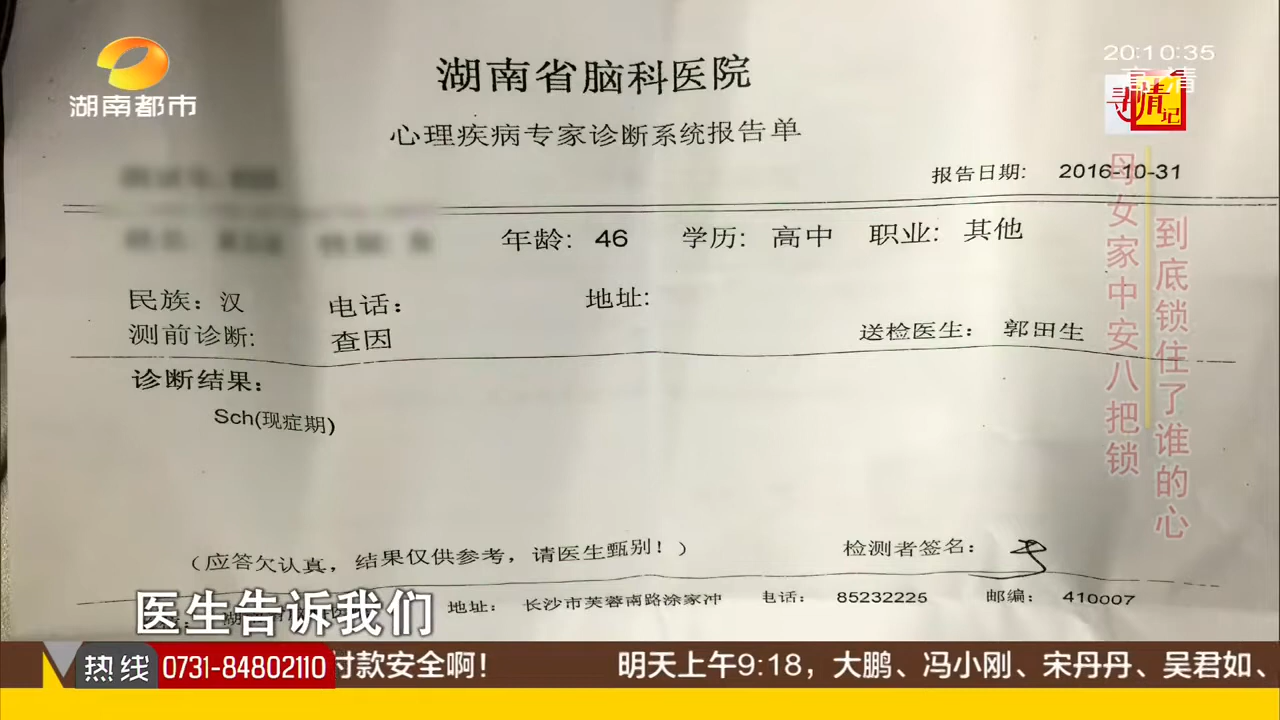 湖南都市
20:10:35
高清
寻情记
湖南省脑科医院
心理疾病专家诊断系统报告单
报告日期: 2016-10-31
年龄: 46 学历: 高中 职业: 其他
民族: 汉 电话: 地址:
测前诊断: 查因 送检医生: 郭田生
诊断结果:
Sch(现症期)
(应答欠认真,结果仅供参考,请医生甄别!) 检测者签名:
地址: 长沙市芙蓉南路涂家冲 电话: 85232225 邮编: 410007
母女家中安八把锁
到底锁住了谁的心
医生告诉我们
热线 0731-84802110 付款安全啊! 明天上午9:18,大鹏、冯小刚、宋丹丹、吴君如、